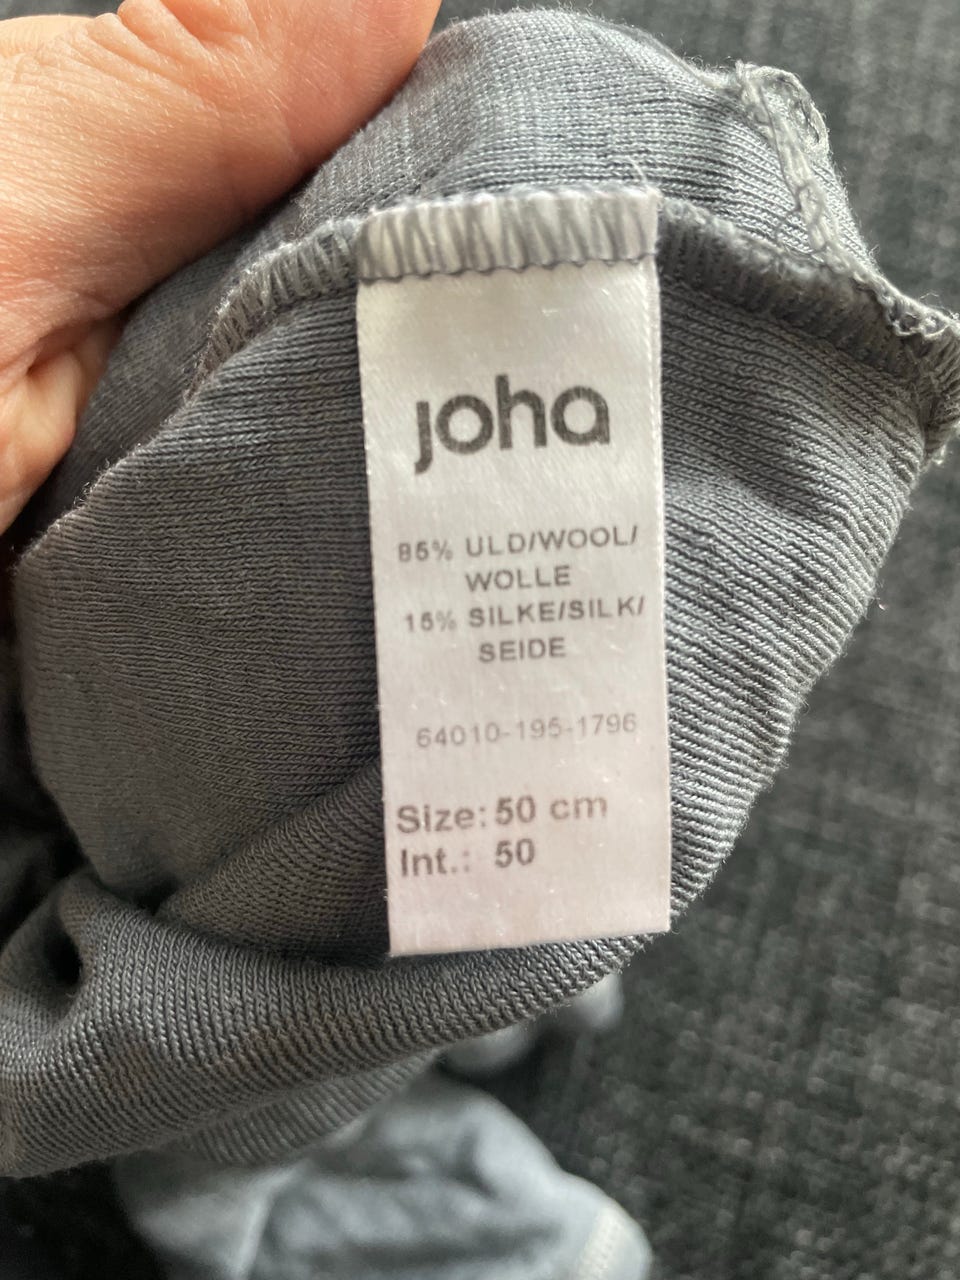 joha
85% ULD/WOOL/
WOLLE
15% SILKE/SILK/
SEIDE
64010-195-1796
Size: 50 cm
Int.: 50